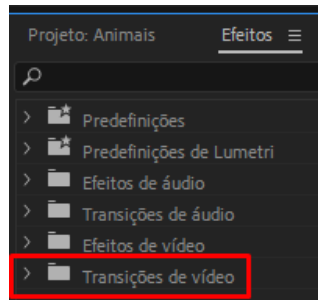 Projeto: Animais Efeitos
Predefinições
Predefinições de Lumetri
Efeitos de áudio
Transições de áudio
Efeitos de vídeo
Transições de vídeo